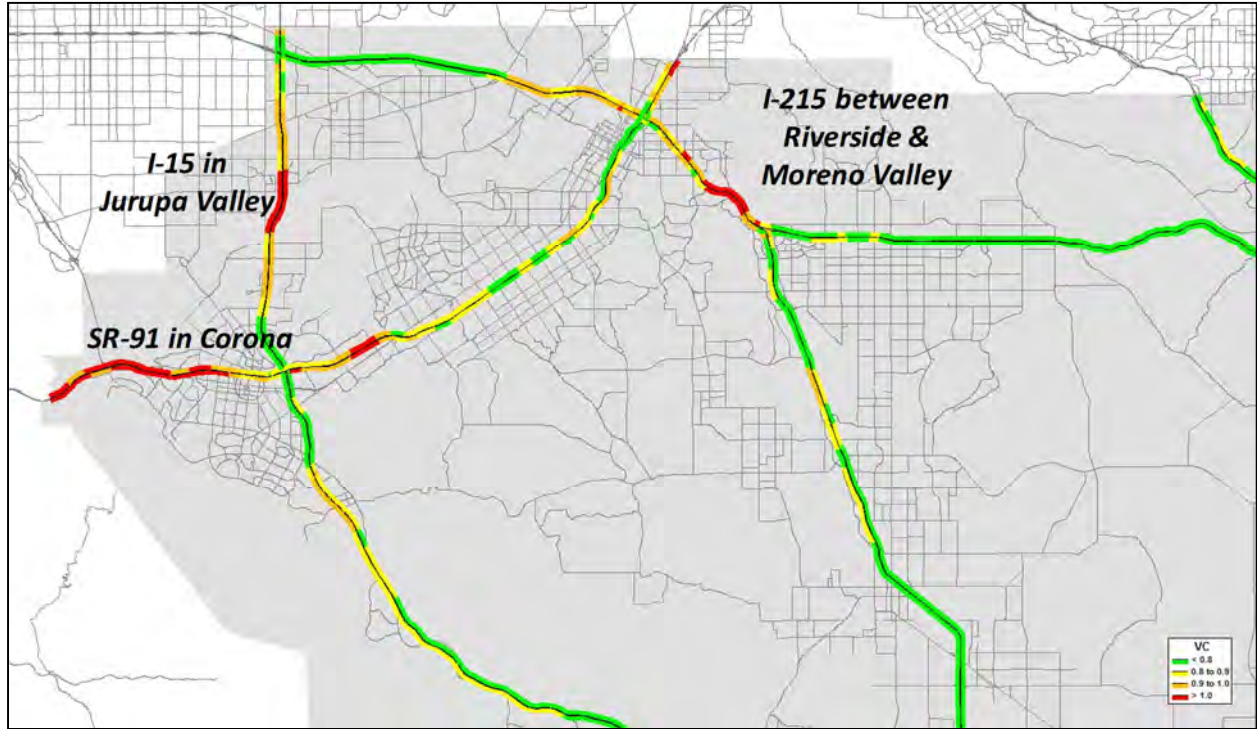 I-215 between
Riverside &
Moreno Valley
I-15 in
Jurupa Valley
SR-91 in Corona
VC
< 0.8
0.8 to 0.9
0.9 to 1.0
> 1.0